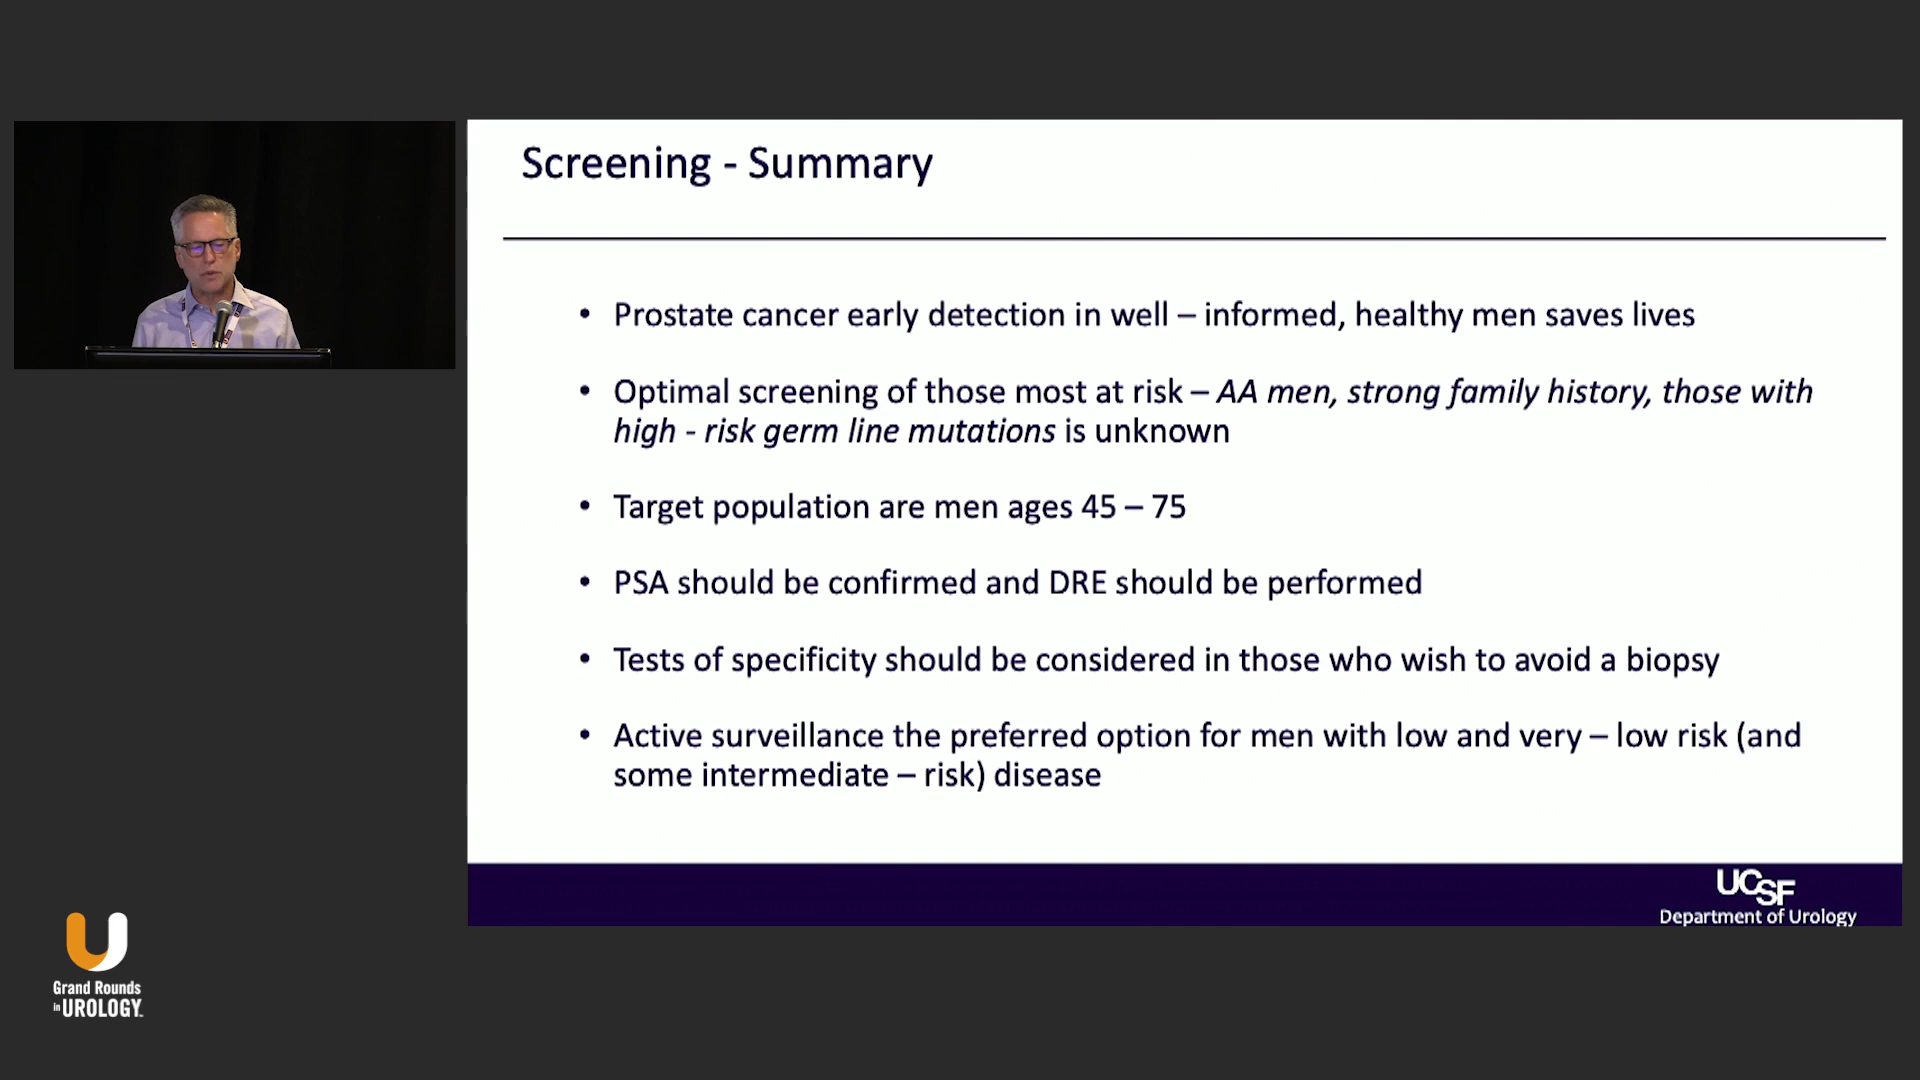 Screening - Summary
• Prostate cancer early detection in well – informed, healthy men saves lives
• Optimal screening of those most at risk – AA men, strong family history, those with
high - risk germ line mutations is unknown
• Target population are men ages 45 – 75
• PSA should be confirmed and DRE should be performed
• Tests of specificity should be considered in those who wish to avoid a biopsy
• Active surveillance the preferred option for men with low and very – low risk (and
some intermediate – risk) disease
UCSF
Department of Urology
Grand Rounds
in UROLOGY